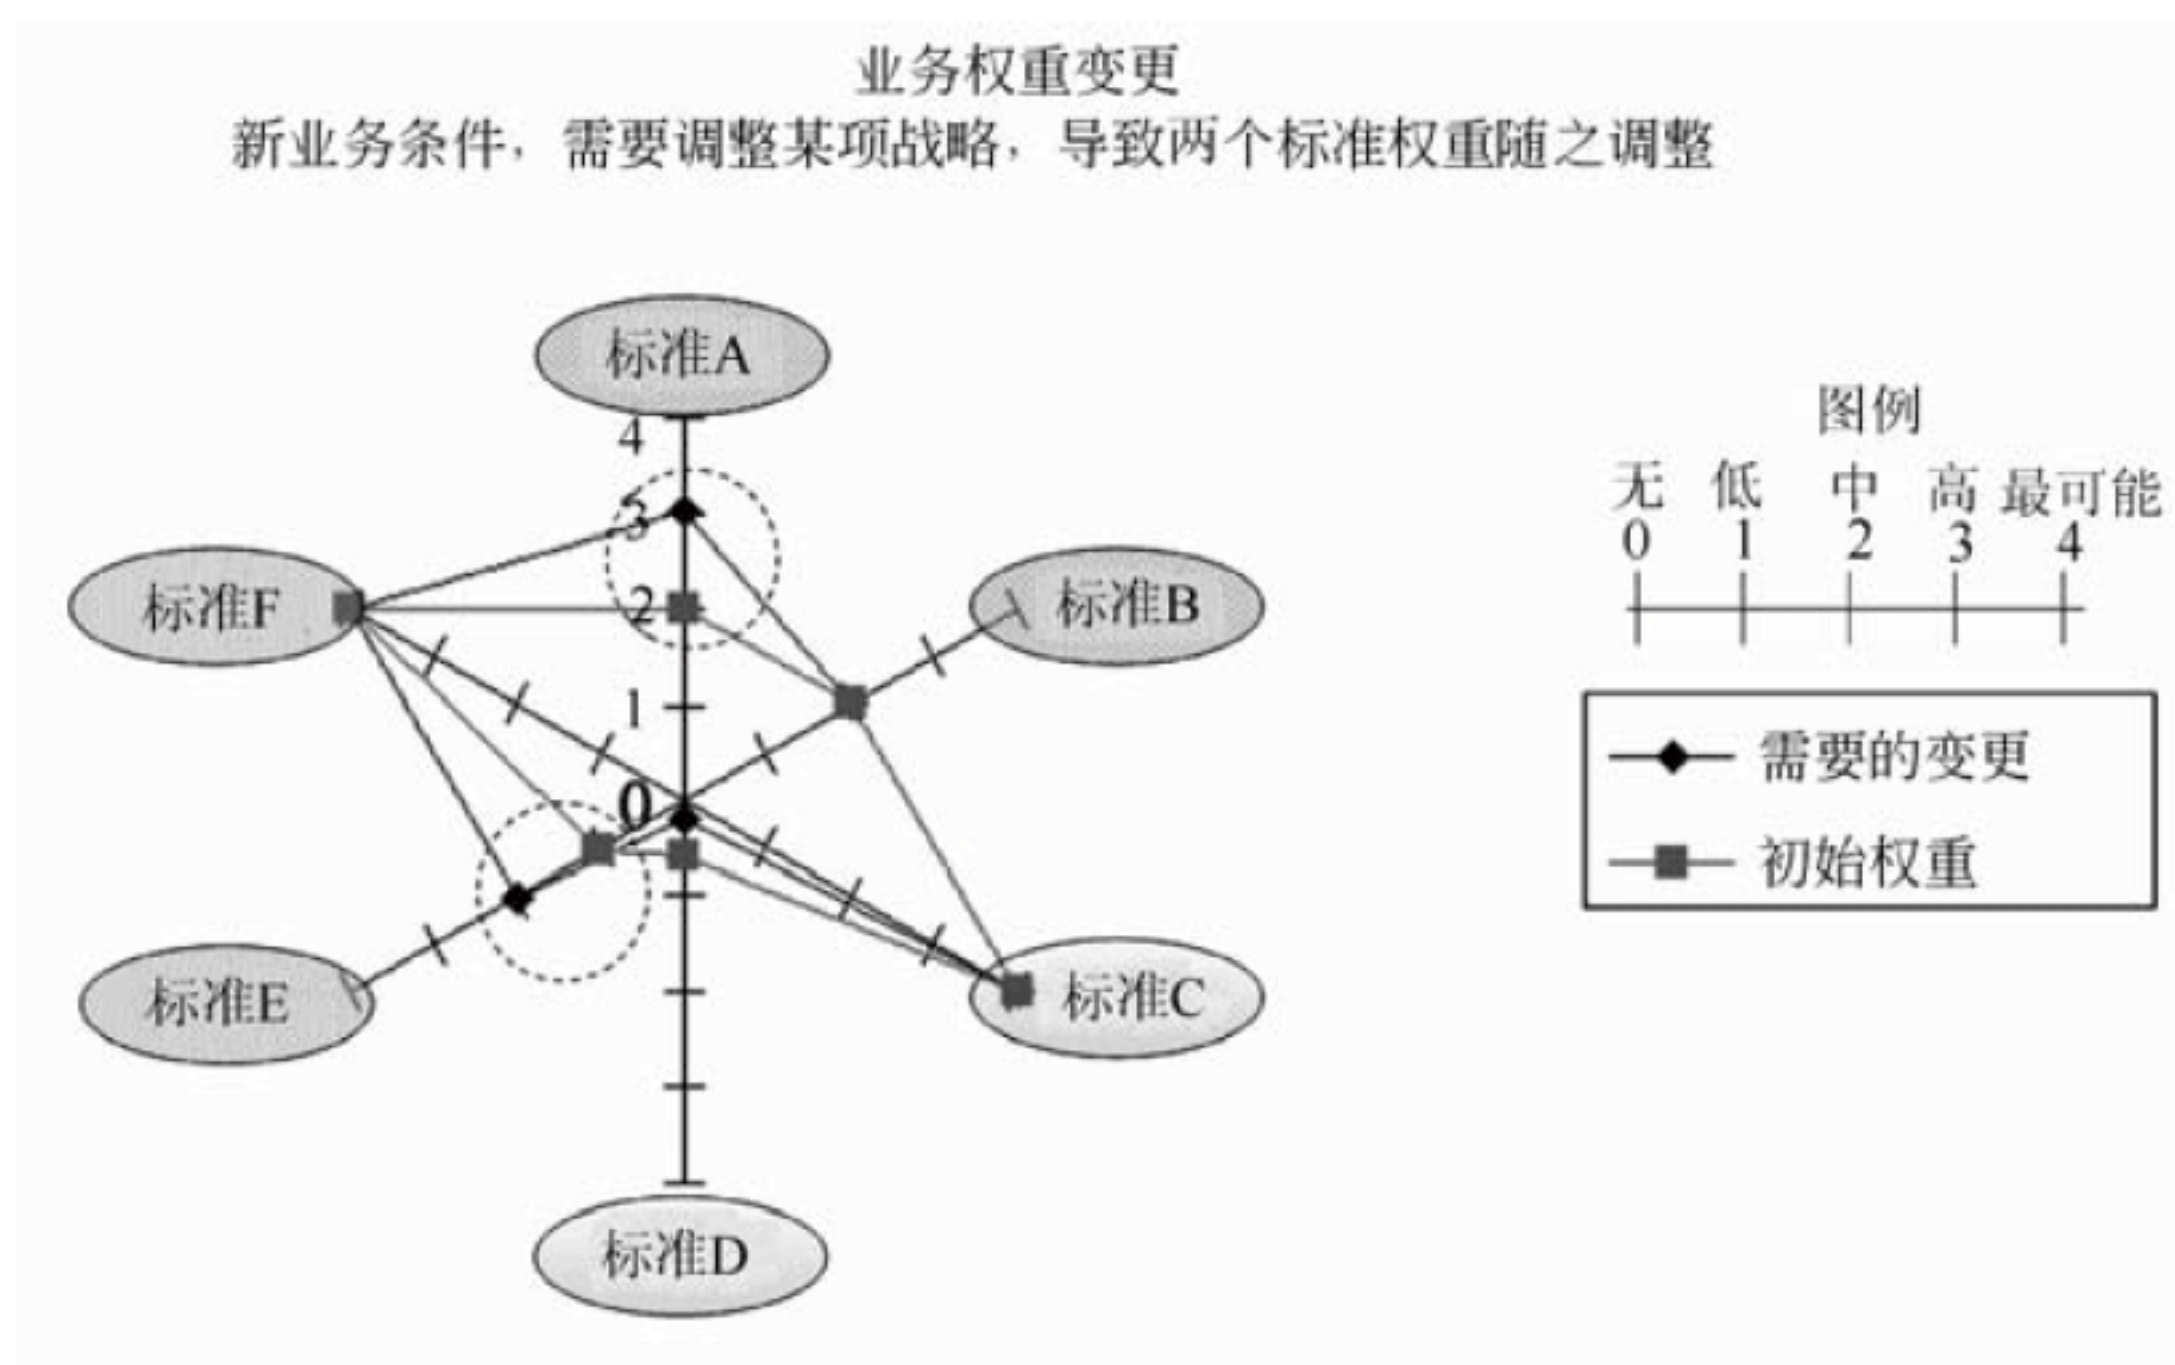 业务权重变更
新业务条件，需要调整某项战略，导致两个标准权重随之调整
标准A
4
3
2
1
0
标准F
标准B
标准E
标准C
标准D
图例
无 低 中 高 最可能
0 1 2 3 4
需要的变更
初始权重